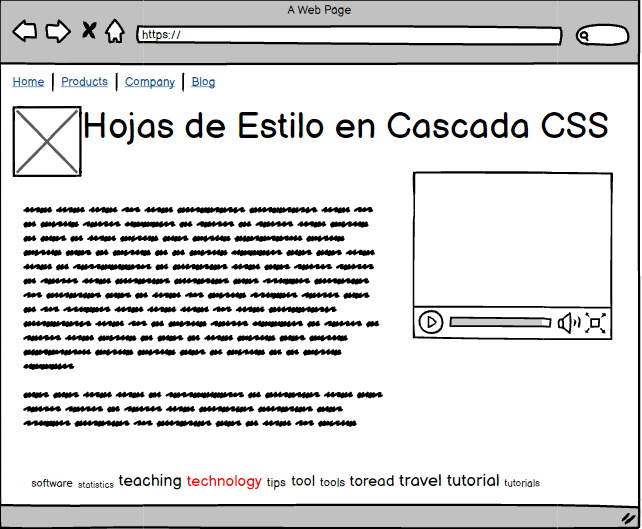 A Web Page
https://
Home Products Company Blog
Hojas de Estilo en Cascada CSS
software statistics teaching technology tips tool tools toread travel tutorial tutorials